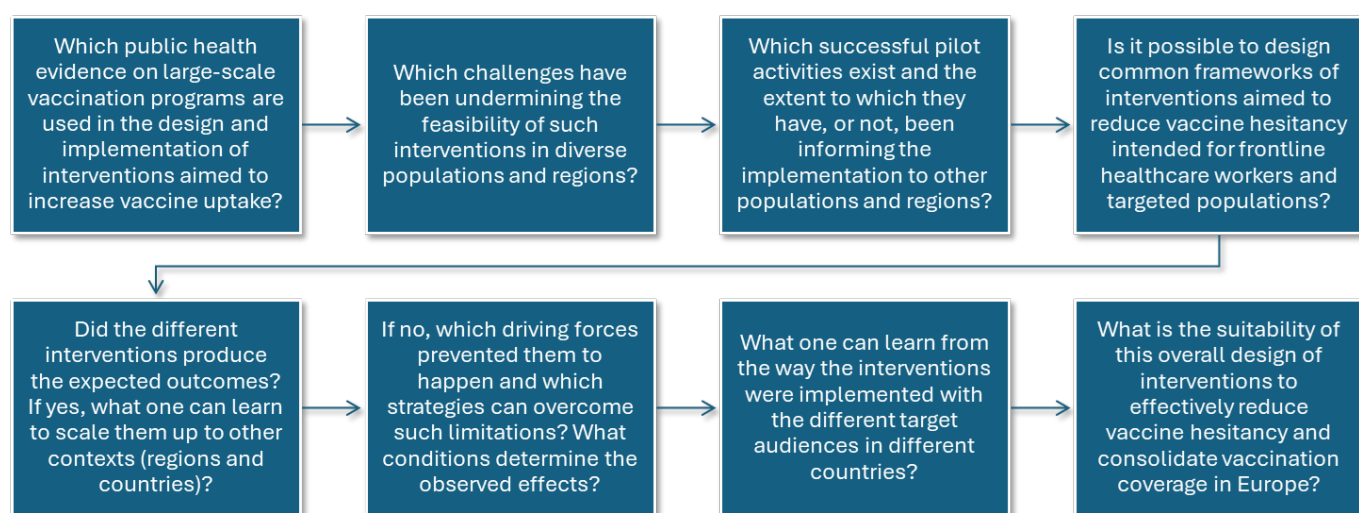 Which public health
evidence on large-scale
vaccination programs are
used in the design and
implementation of
interventions aimed to
increase vaccine uptake?
Which challenges have
been undermining the
feasibility of such
interventions in diverse
populations and regions?
Which successful pilot
activities exist and the
extent to which they
have, or not, been
informing the
implementation to other
populations and regions?
Is it possible to design
common frameworks of
interventions aimed to
reduce vaccine hesitancy
intended for frontline
healthcare workers and
targeted populations?
Did the different
interventions produce
the expected outcomes?
If yes, what one can learn
to scale them up to other
contexts (regions and
countries)?
If no, which driving forces
prevented them to
happen and which
strategies can overcome
such limitations? What
conditions determine the
observed effects?
What one can learn from
the way the interventions
were implemented with
the different target
audiences in different
countries?
What is the suitability of
this overall design of
interventions to
effectively reduce
vaccine hesitancy and
consolidate vaccination
coverage in Europe?